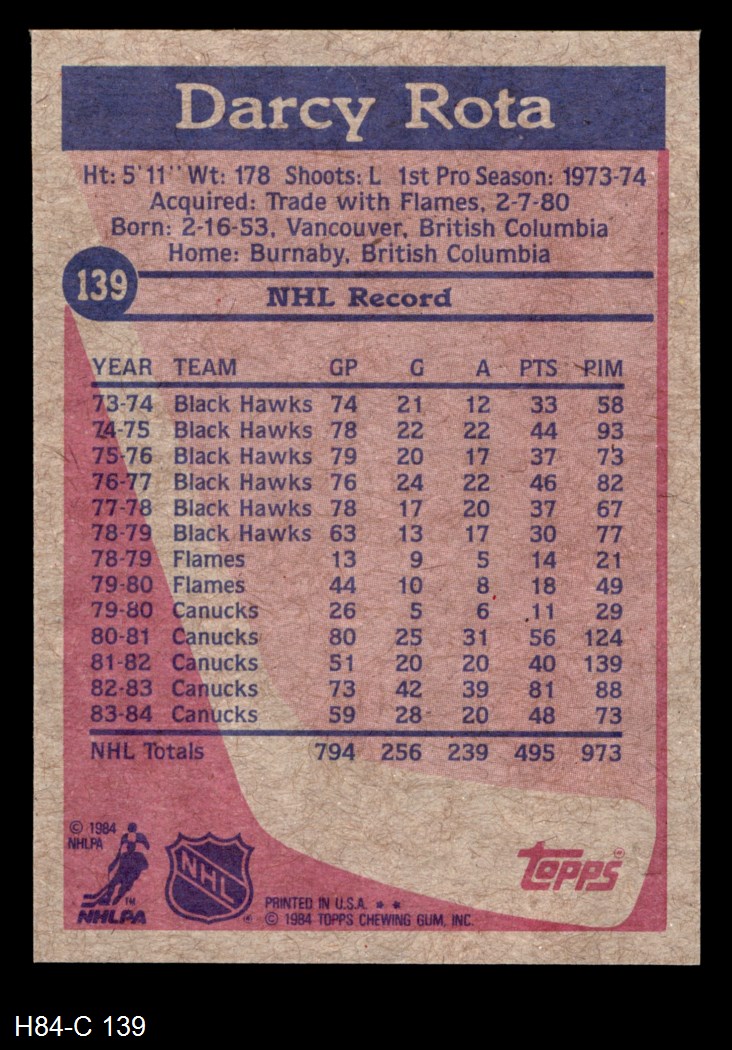 Darcy Rota
Ht: 5'11" Wt: 178 Shoots: L 1st Pro Season: 1973-74
Acquired: Trade with Flames, 2-7-80
Born: 2-16-53, Vancouver, British Columbia
Home: Burnaby, British Columbia
139
NHL Record
YEAR TEAM GP G A PTS PIM
73-74 Black Hawks 74 21 12 33 58
74-75 Black Hawks 78 22 22 44 93
75-76 Black Hawks 79 20 17 37 73
76-77 Black Hawks 76 24 22 46 82
77-78 Black Hawks 78 17 20 37 67
78-79 Black Hawks 63 13 17 30 77
78-79 Flames 13 9 5 14 21
79-80 Flames 44 10 8 18 49
79-80 Canucks 26 5 6 11 29
80-81 Canucks 80 25 31 56 124
81-82 Canucks 51 20 20 40 139
82-83 Canucks 73 42 39 81 88
83-84 Canucks 59 28 20 48 73
NHL Totals 794 256 239 495 973
© 1984
NHLPA
NHLPA™
NHL®
topps®
PRINTED IN U.S.A. * *
© 1984 TOPPS CHEWING GUM, INC.
H84-C 139